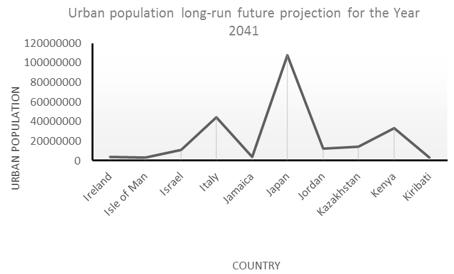 Urban population long-run future projection for the Year
2041
120000000
100000000
80000000
60000000
40000000
20000000
0
URBAN POPULATION
Ireland
Isle of Man
Israel
Italy
Jamaica
Japan
Jordan
Kazakhstan
Kenya
Kiribati
COUNTRY